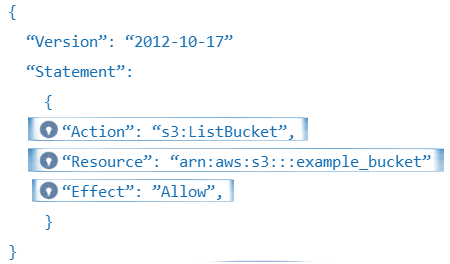 {
“Version”: “2012-10-17”
“Statement”:
{
“Action”: “s3:ListBucket”,
“Resource”: “arn:aws:s3:::example_bucket”
“Effect”: ”Allow”,
}
}